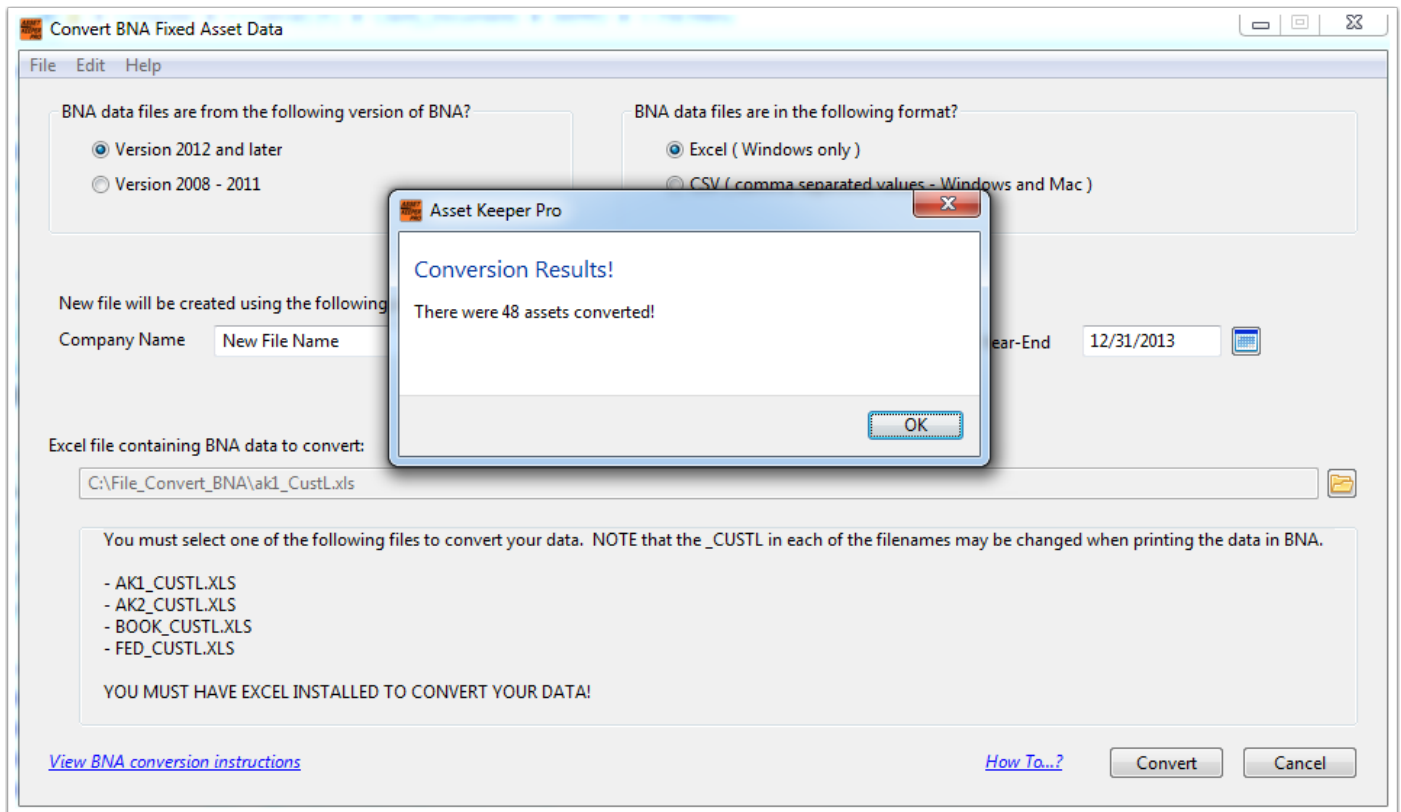 Convert BNA Fixed Asset Data
File Edit Help
BNA data files are from the following version of BNA?
Version 2012 and later
Version 2008 - 2011
BNA data files are in the following format?
Excel ( Windows only )
CSV ( comma separated values - Windows and Mac )
ASSET KEEPER PRO
Asset Keeper Pro
Conversion Results!
There were 48 assets converted!
OK
New file will be created using the following
Company Name New File Name
ear-End 12/31/2013
Excel file containing BNA data to convert:
C:\File_Convert_BNA\ak1_CustL.xls
You must select one of the following files to convert your data. NOTE that the _CUSTL in each of the filenames may be changed when printing the data in BNA.
- AK1_CUSTL.XLS
- AK2_CUSTL.XLS
- BOOK_CUSTL.XLS
- FED_CUSTL.XLS
YOU MUST HAVE EXCEL INSTALLED TO CONVERT YOUR DATA!
View BNA conversion instructions
How To...?
Convert
Cancel